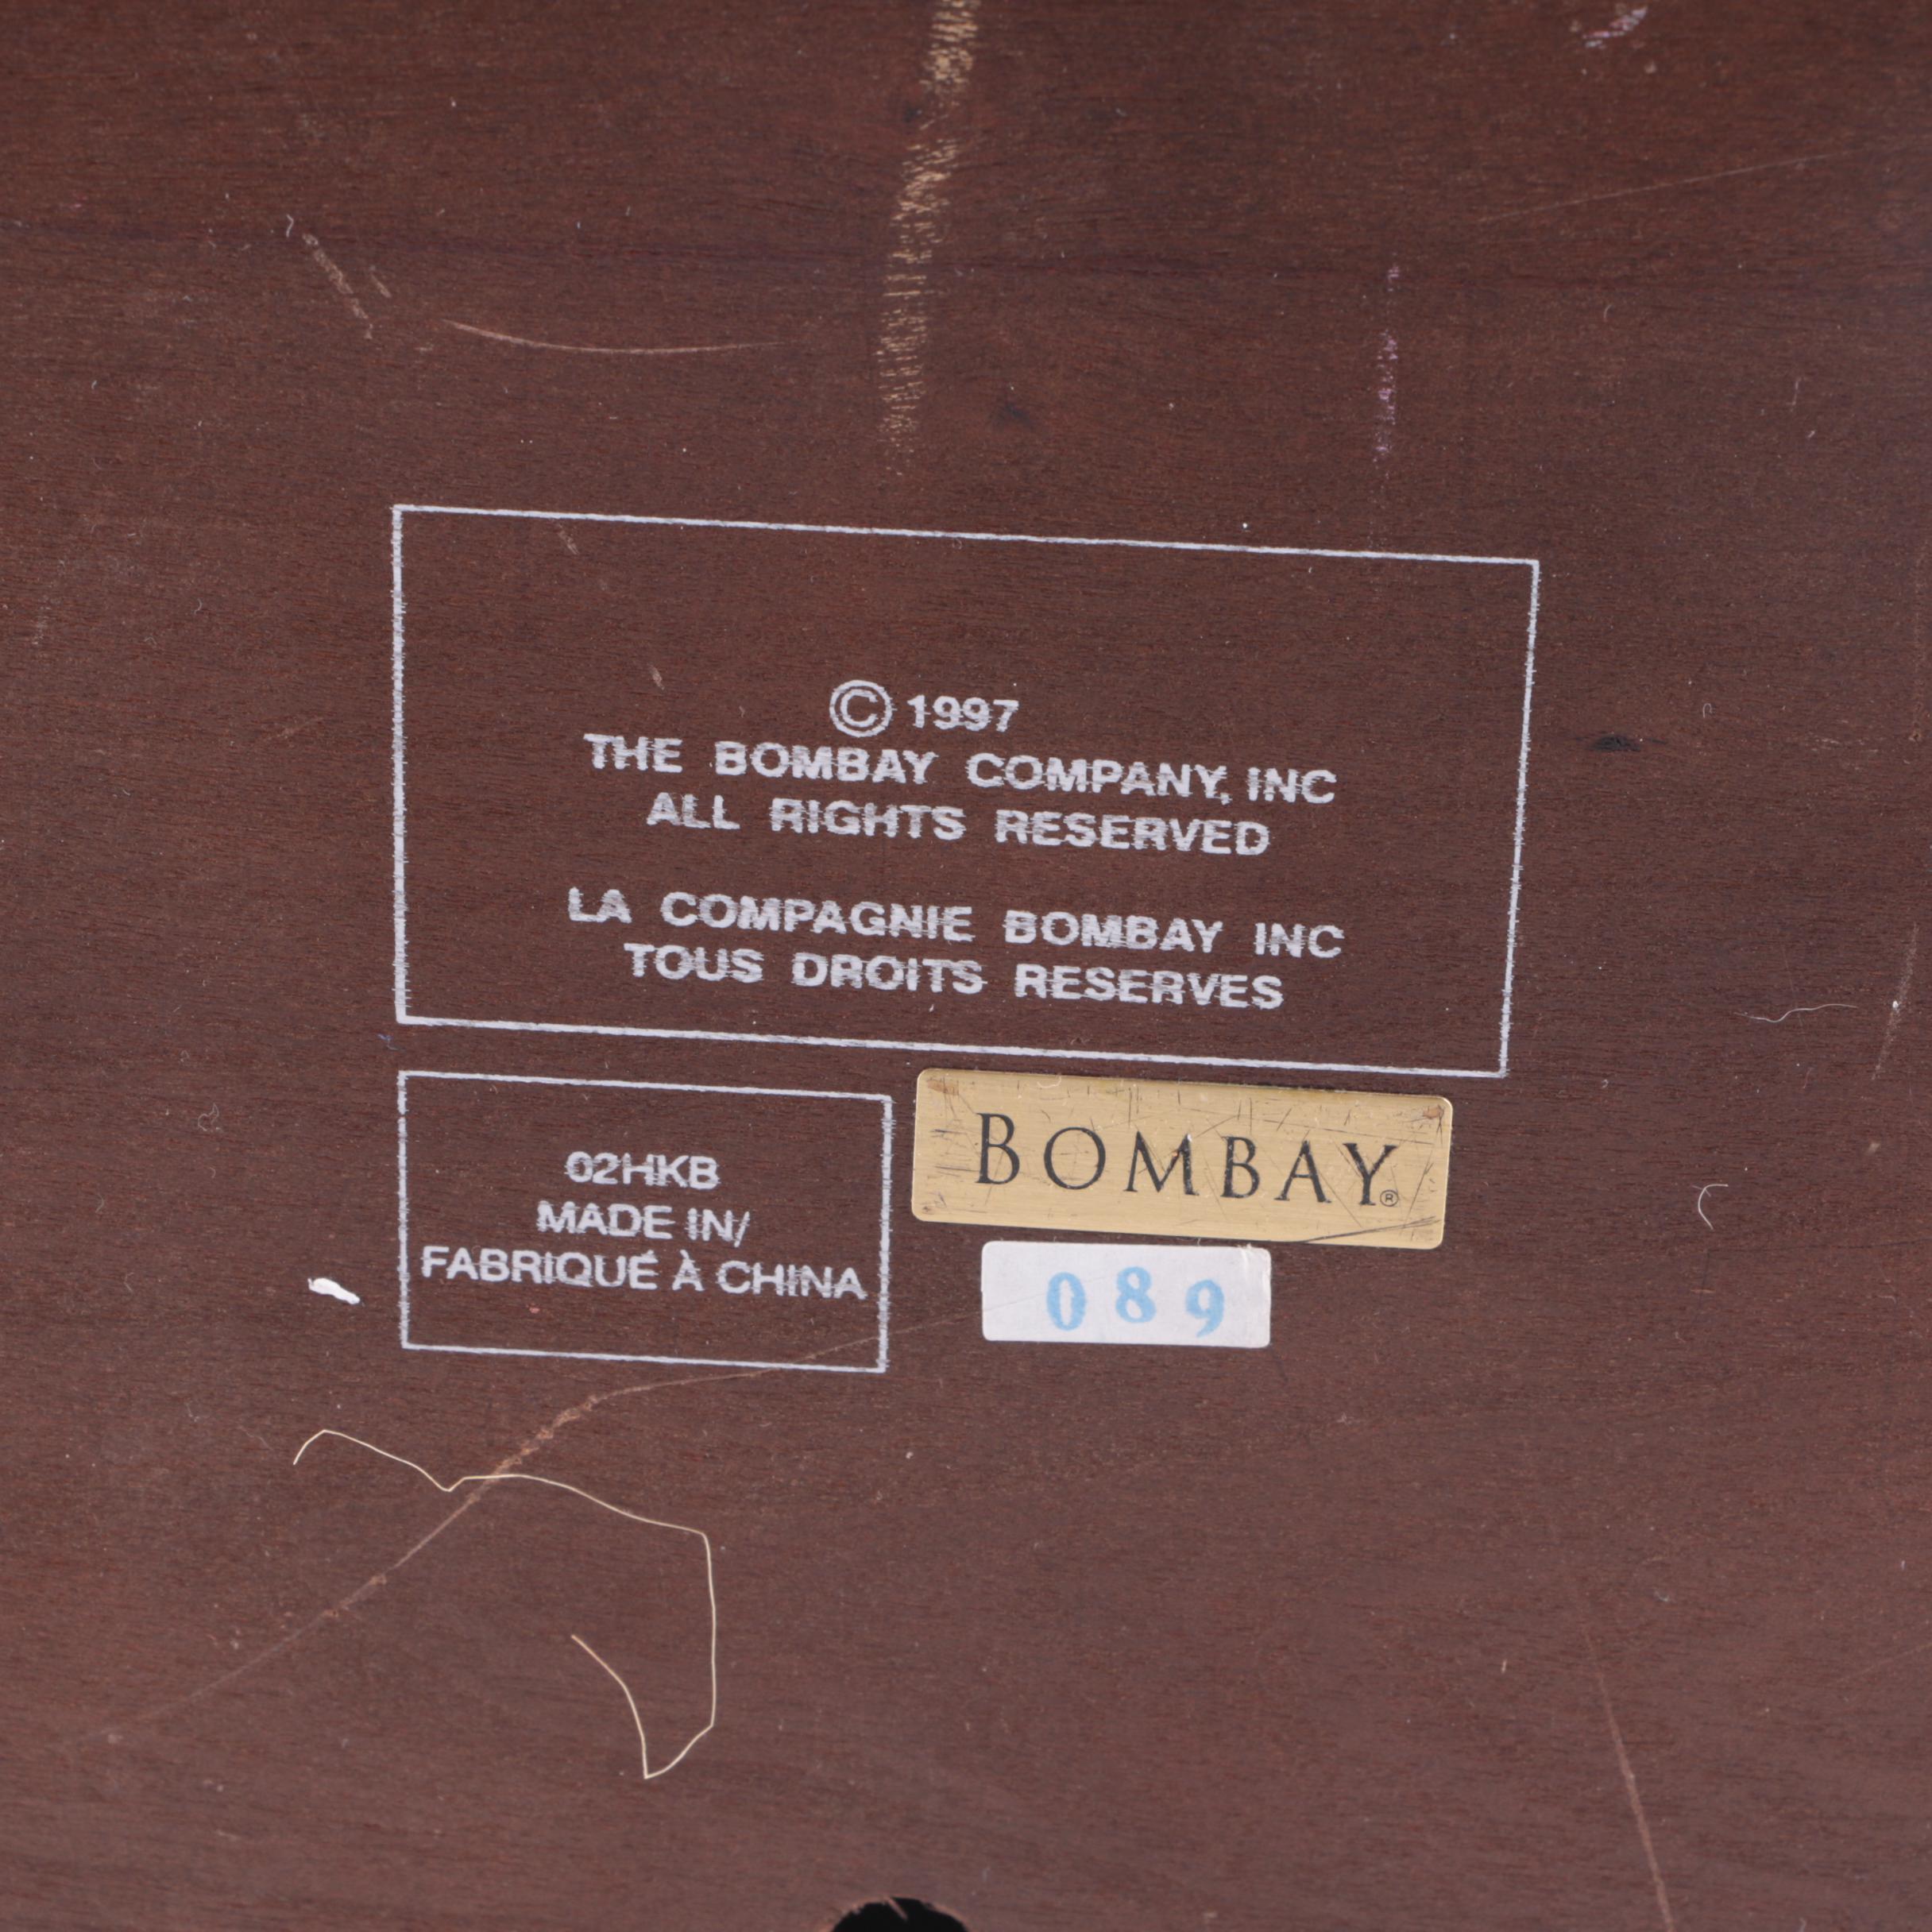 © 1997
THE BOMBAY COMPANY, INC
ALL RIGHTS RESERVED
LA COMPAGNIE BOMBAY INC
TOUS DROITS RESERVES
02HKB
MADE IN/
FABRIQUÉ À CHINA
BOMBAY®
089